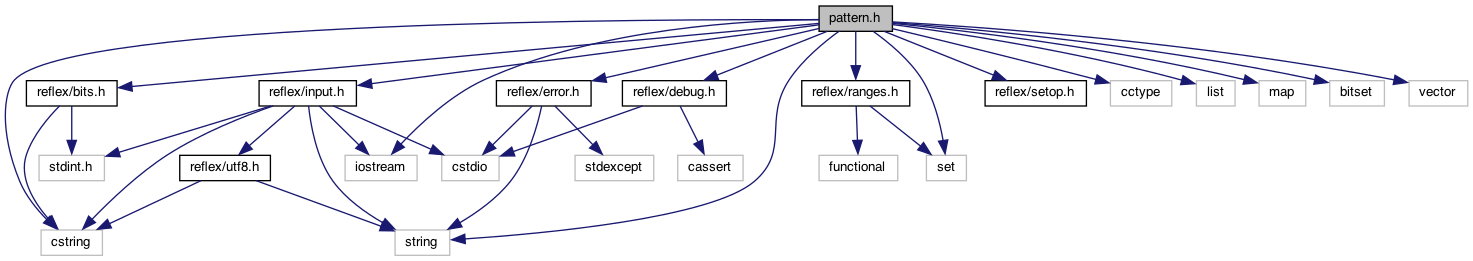 pattern.h
reflex/bits.h
reflex/input.h
reflex/error.h
reflex/debug.h
reflex/ranges.h
reflex/setop.h
cctype
list
map
bitset
vector
stdint.h
reflex/utf8.h
iostream
cstdio
stdexcept
cassert
functional
set
cstring
string